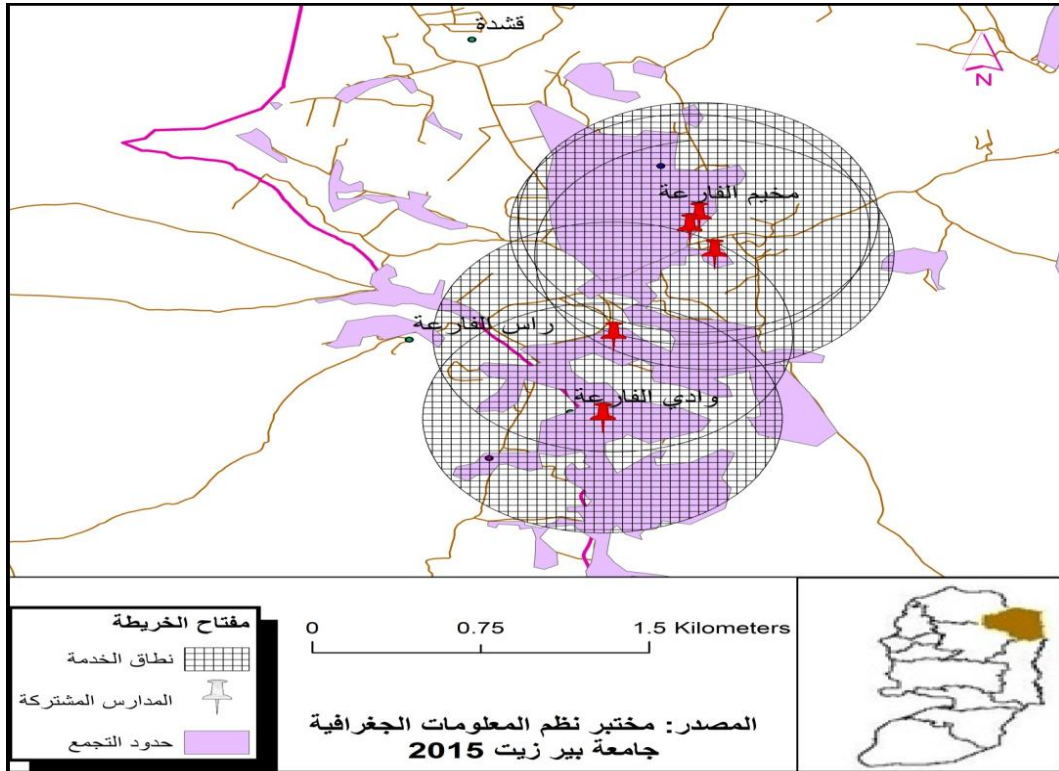 قشدة
N
مخيم الفارعة
راس الفارعة
وادي الفارعة
مفتاح الخريطة
نطاق الخدمة
المدارس المشتركة
حدود التجمع
0 0.75 1.5 Kilometers
المصدر: مختبر نظم المعلومات الجغرافية
جامعة بير زيت 2015